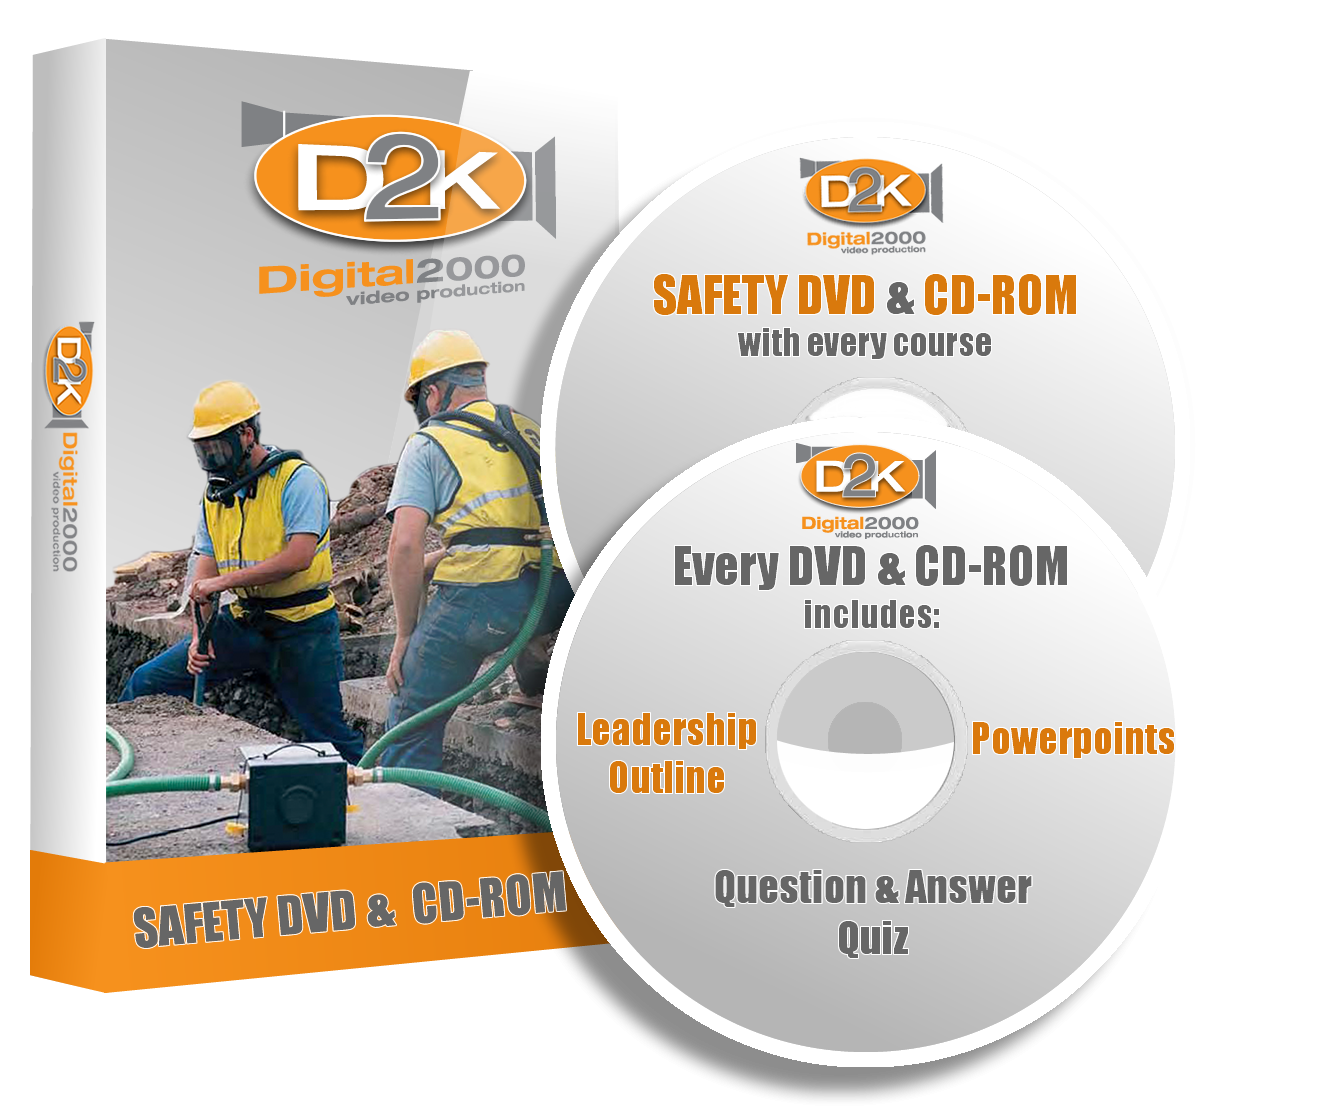 D2K
Digital2000
video production
D2K
Digital2000
video production
SAFETY DVD & CD-ROM
D2K
Digital2000
video production
SAFETY DVD & CD-ROM
with every course
D2K
Digital2000
video production
Every DVD & CD-ROM
includes:
Leadership
Outline
Powerpoints
Question & Answer
Quiz